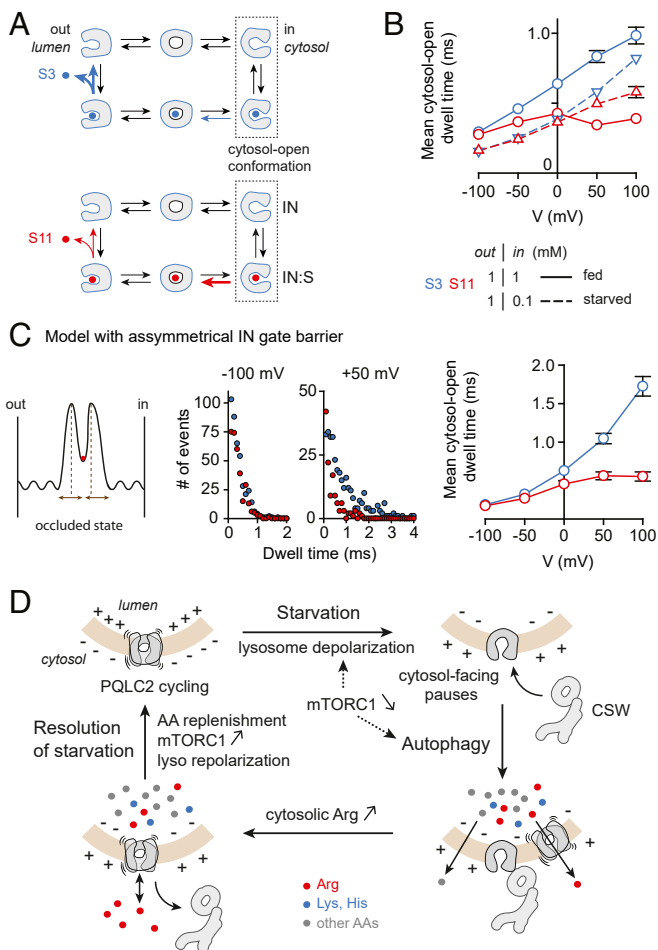 A
out
lumen
in
cytosol
S3
cytosol-open
conformation
IN
S11
IN:S
B
Mean cytosol-open
dwell time (ms)
1.0
0
-100 -50 0 50 100
V (mV)
out | in (mM)
S3 S11 1 | 1 fed
1 | 0.1 starved
C Model with assymmetrical IN gate barrier
out
in
occluded state
-100 mV
+50 mV
# of events
100
75
50
25
0
50
25
0
0 1 2
0 1 2 3 4
Dwell time (ms)
Mean cytosol-open
dwell time (ms)
2.0
1.5
1.0
0
-100 -50 0 50 100
V (mV)
D
+ + + + + + +
lumen
- - - - - - -
cytosol
PQLC2 cycling
Starvation
lysosome depolarization
mTORC1 ↘
Autophagy
- - - -
+ + + +
cytosol-facing
pauses
CSW
Resolution
of starvation
AA replenishment
mTORC1 ↗
lyso repolarization
cytosolic Arg ↗
- - - -
+ + + +
- - - -
+ + + +
Arg
Lys, His
other AAs